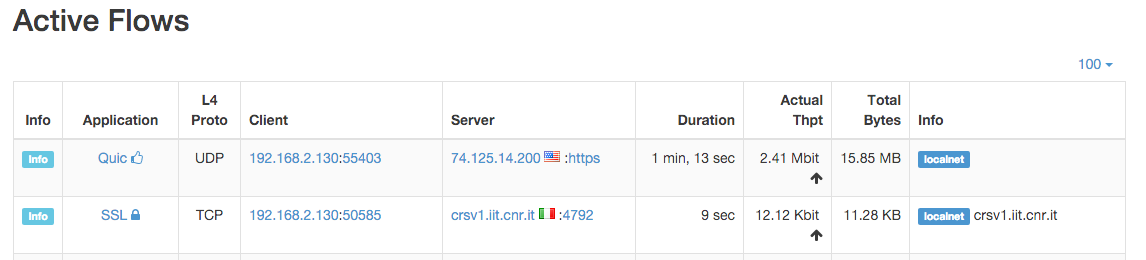 Active Flows
100
Info Application L4 Proto Client Server Duration Actual Thpt Total Bytes Info
Info Quic UDP 192.168.2.130:55403 74.125.14.200 :https 1 min, 13 sec 2.41 Mbit 15.85 MB localnet
Info SSL TCP 192.168.2.130:50585 crsv1.iit.cnr.it :4792 9 sec 12.12 Kbit 11.28 KB localnet crsv1.iit.cnr.it